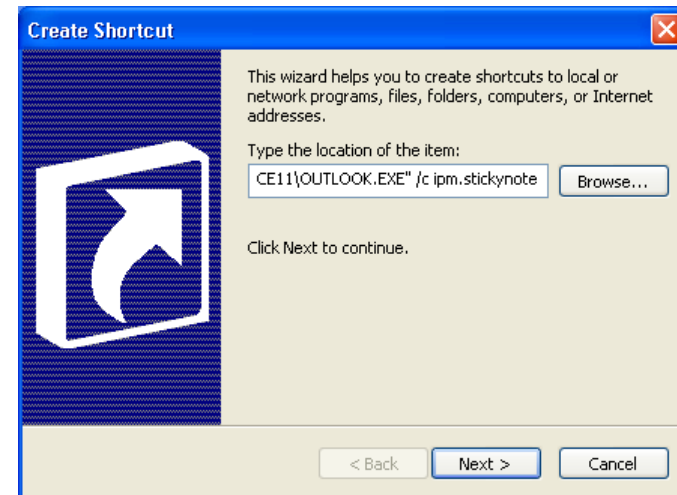 Create Shortcut
This wizard helps you to create shortcuts to local or
network programs, files, folders, computers, or Internet
addresses.
Type the location of the item:
CE11\OUTLOOK.EXE" /c ipm.stickynote
Browse...
Click Next to continue.
< Back
Next >
Cancel